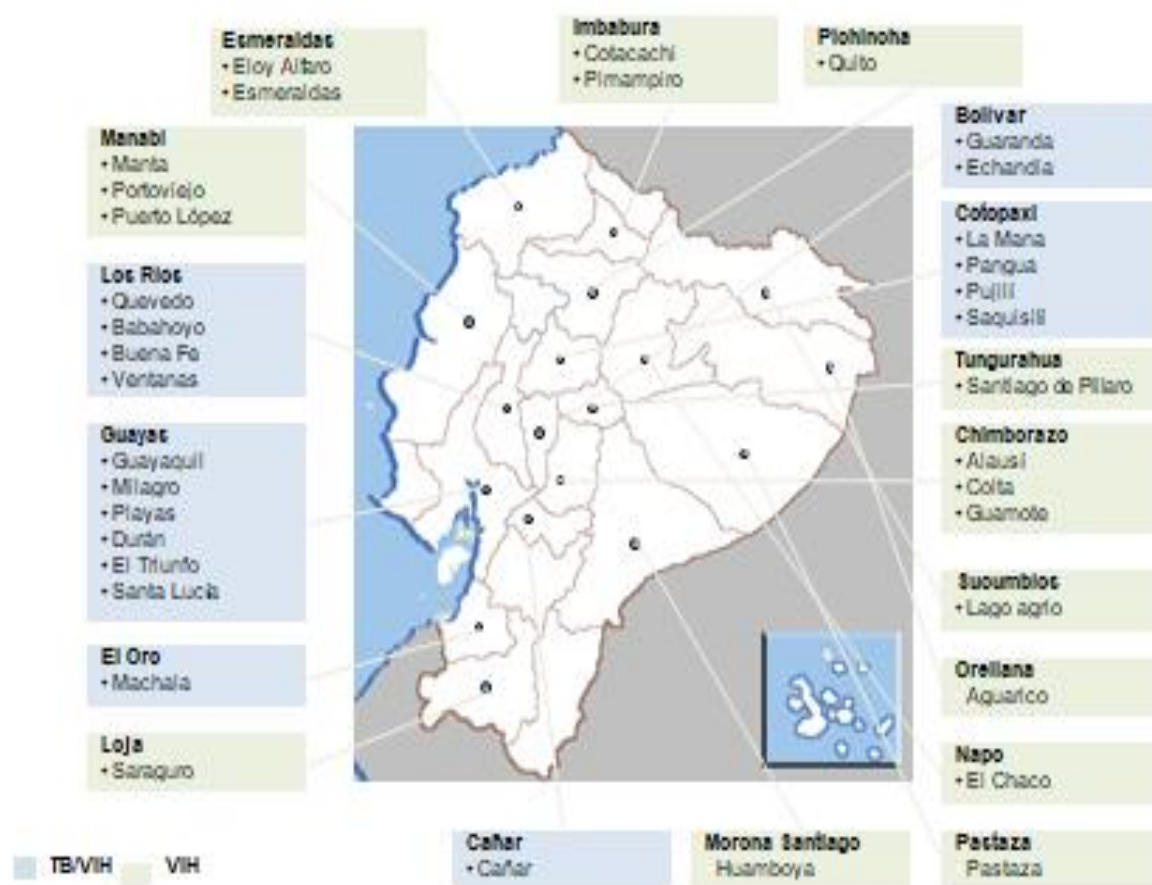 Esmeraldas
• Eloy Alfaro
• Esmeraldas
Imbabura
• Cotacachi
• Pimampiro
Pichincha
• Quito
Manabí
• Manta
• Portoviejo
• Puerto López
Bolívar
• Guaranda
• Echandía
Los Ríos
• Quevedo
• Babahoyo
• Buena Fe
• Ventanas
Cotopaxi
• La Mana
• Pangua
• Pujilí
• Saquisilí
Tungurahua
• Santiago de Píllaro
Guayas
• Guayaquil
• Milagro
• Playas
• Durán
• El Triunfo
• Santa Lucía
Chimborazo
• Alausí
• Colta
• Guamote
Sucumbíos
• Lago agrio
El Oro
• Machala
Orellana
Aguarico
Loja
• Saraguro
Napo
• El Chaco
Cañar
• Cañar
Morona Santiago
Huamboya
Pastaza
Pastaza
TB/VIH
VIH